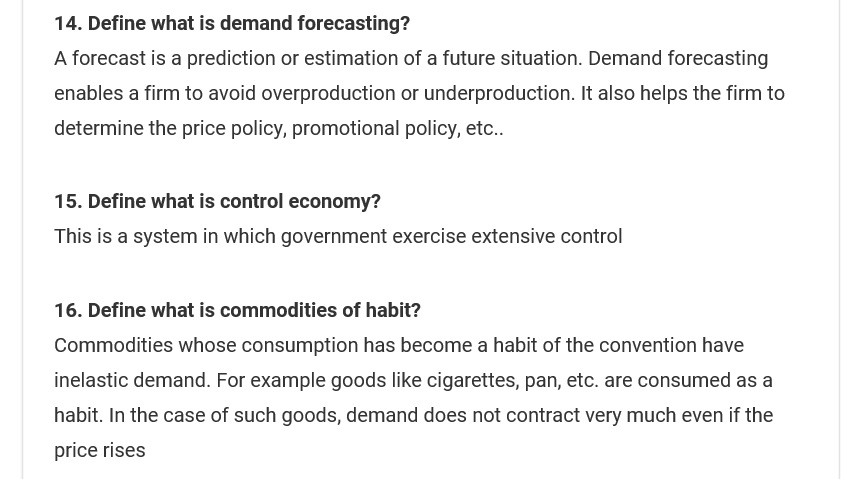 14. Define what is demand forecasting?
A forecast is a prediction or estimation of a future situation. Demand forecasting
enables a firm to avoid overproduction or underproduction. It also helps the firm to
determine the price policy, promotional policy, etc..
15. Define what is control economy?
This is a system in which government exercise extensive control
16. Define what is commodities of habit?
Commodities whose consumption has become a habit of the convention have
inelastic demand. For example goods like cigarettes, pan, etc. are consumed as a
habit. In the case of such goods, demand does not contract very much even if the
price rises